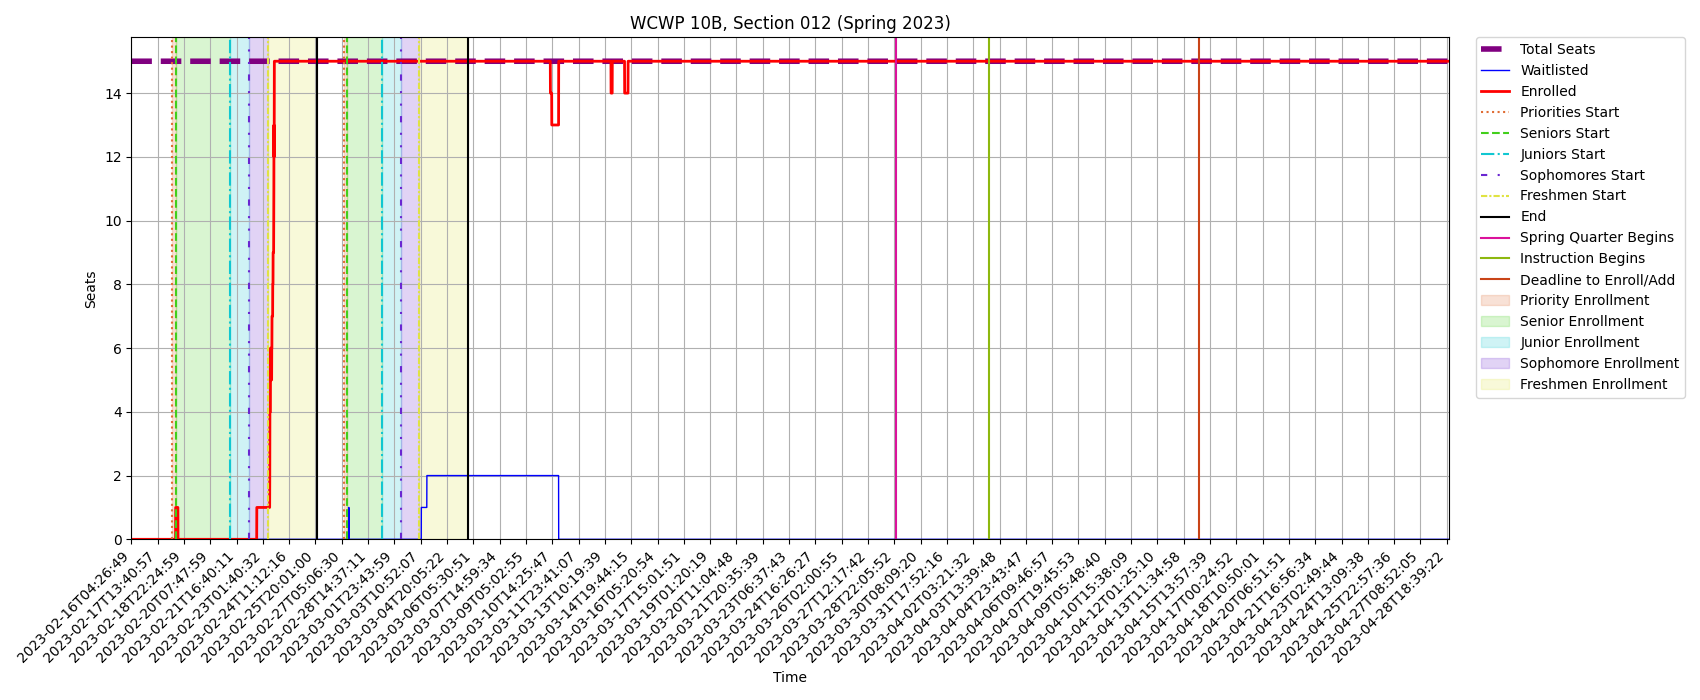 WCWP 10B, Section 012 (Spring 2023)
Seats
14
12
10
8
6
4
2
0
2023-02-16T04:26:49
2023-02-17T13:40:57
2023-02-18T22:24:59
2023-02-20T07:47:59
2023-02-21T16:40:11
2023-02-23T01:40:32
2023-02-24T11:12:16
2023-02-25T20:01:00
2023-02-27T05:06:30
2023-02-28T14:37:11
2023-03-01T23:43:59
2023-03-03T10:52:07
2023-03-04T20:05:22
2023-03-06T05:30:51
2023-03-07T14:59:34
2023-03-09T05:02:55
2023-03-10T14:25:47
2023-03-11T23:41:07
2023-03-13T10:19:39
2023-03-14T19:44:15
2023-03-16T05:20:54
2023-03-17T15:01:51
2023-03-19T01:20:19
2023-03-20T11:04:48
2023-03-21T20:35:39
2023-03-23T06:37:43
2023-03-24T16:26:27
2023-03-26T02:00:55
2023-03-27T12:17:42
2023-03-28T22:05:52
2023-03-30T08:09:20
2023-03-31T17:52:16
2023-04-02T03:21:32
2023-04-03T13:39:48
2023-04-04T23:43:47
2023-04-06T09:46:57
2023-04-07T19:45:53
2023-04-09T05:48:40
2023-04-10T15:38:09
2023-04-12T01:25:10
2023-04-13T11:34:58
2023-04-15T13:57:39
2023-04-17T00:24:52
2023-04-18T10:50:01
2023-04-20T06:51:51
2023-04-21T16:56:34
2023-04-23T02:49:44
2023-04-24T13:09:38
2023-04-25T22:57:36
2023-04-27T08:52:05
2023-04-28T18:39:22
Time
Total Seats
Waitlisted
Enrolled
Priorities Start
Seniors Start
Juniors Start
Sophomores Start
Freshmen Start
End
Spring Quarter Begins
Instruction Begins
Deadline to Enroll/Add
Priority Enrollment
Senior Enrollment
Junior Enrollment
Sophomore Enrollment
Freshmen Enrollment